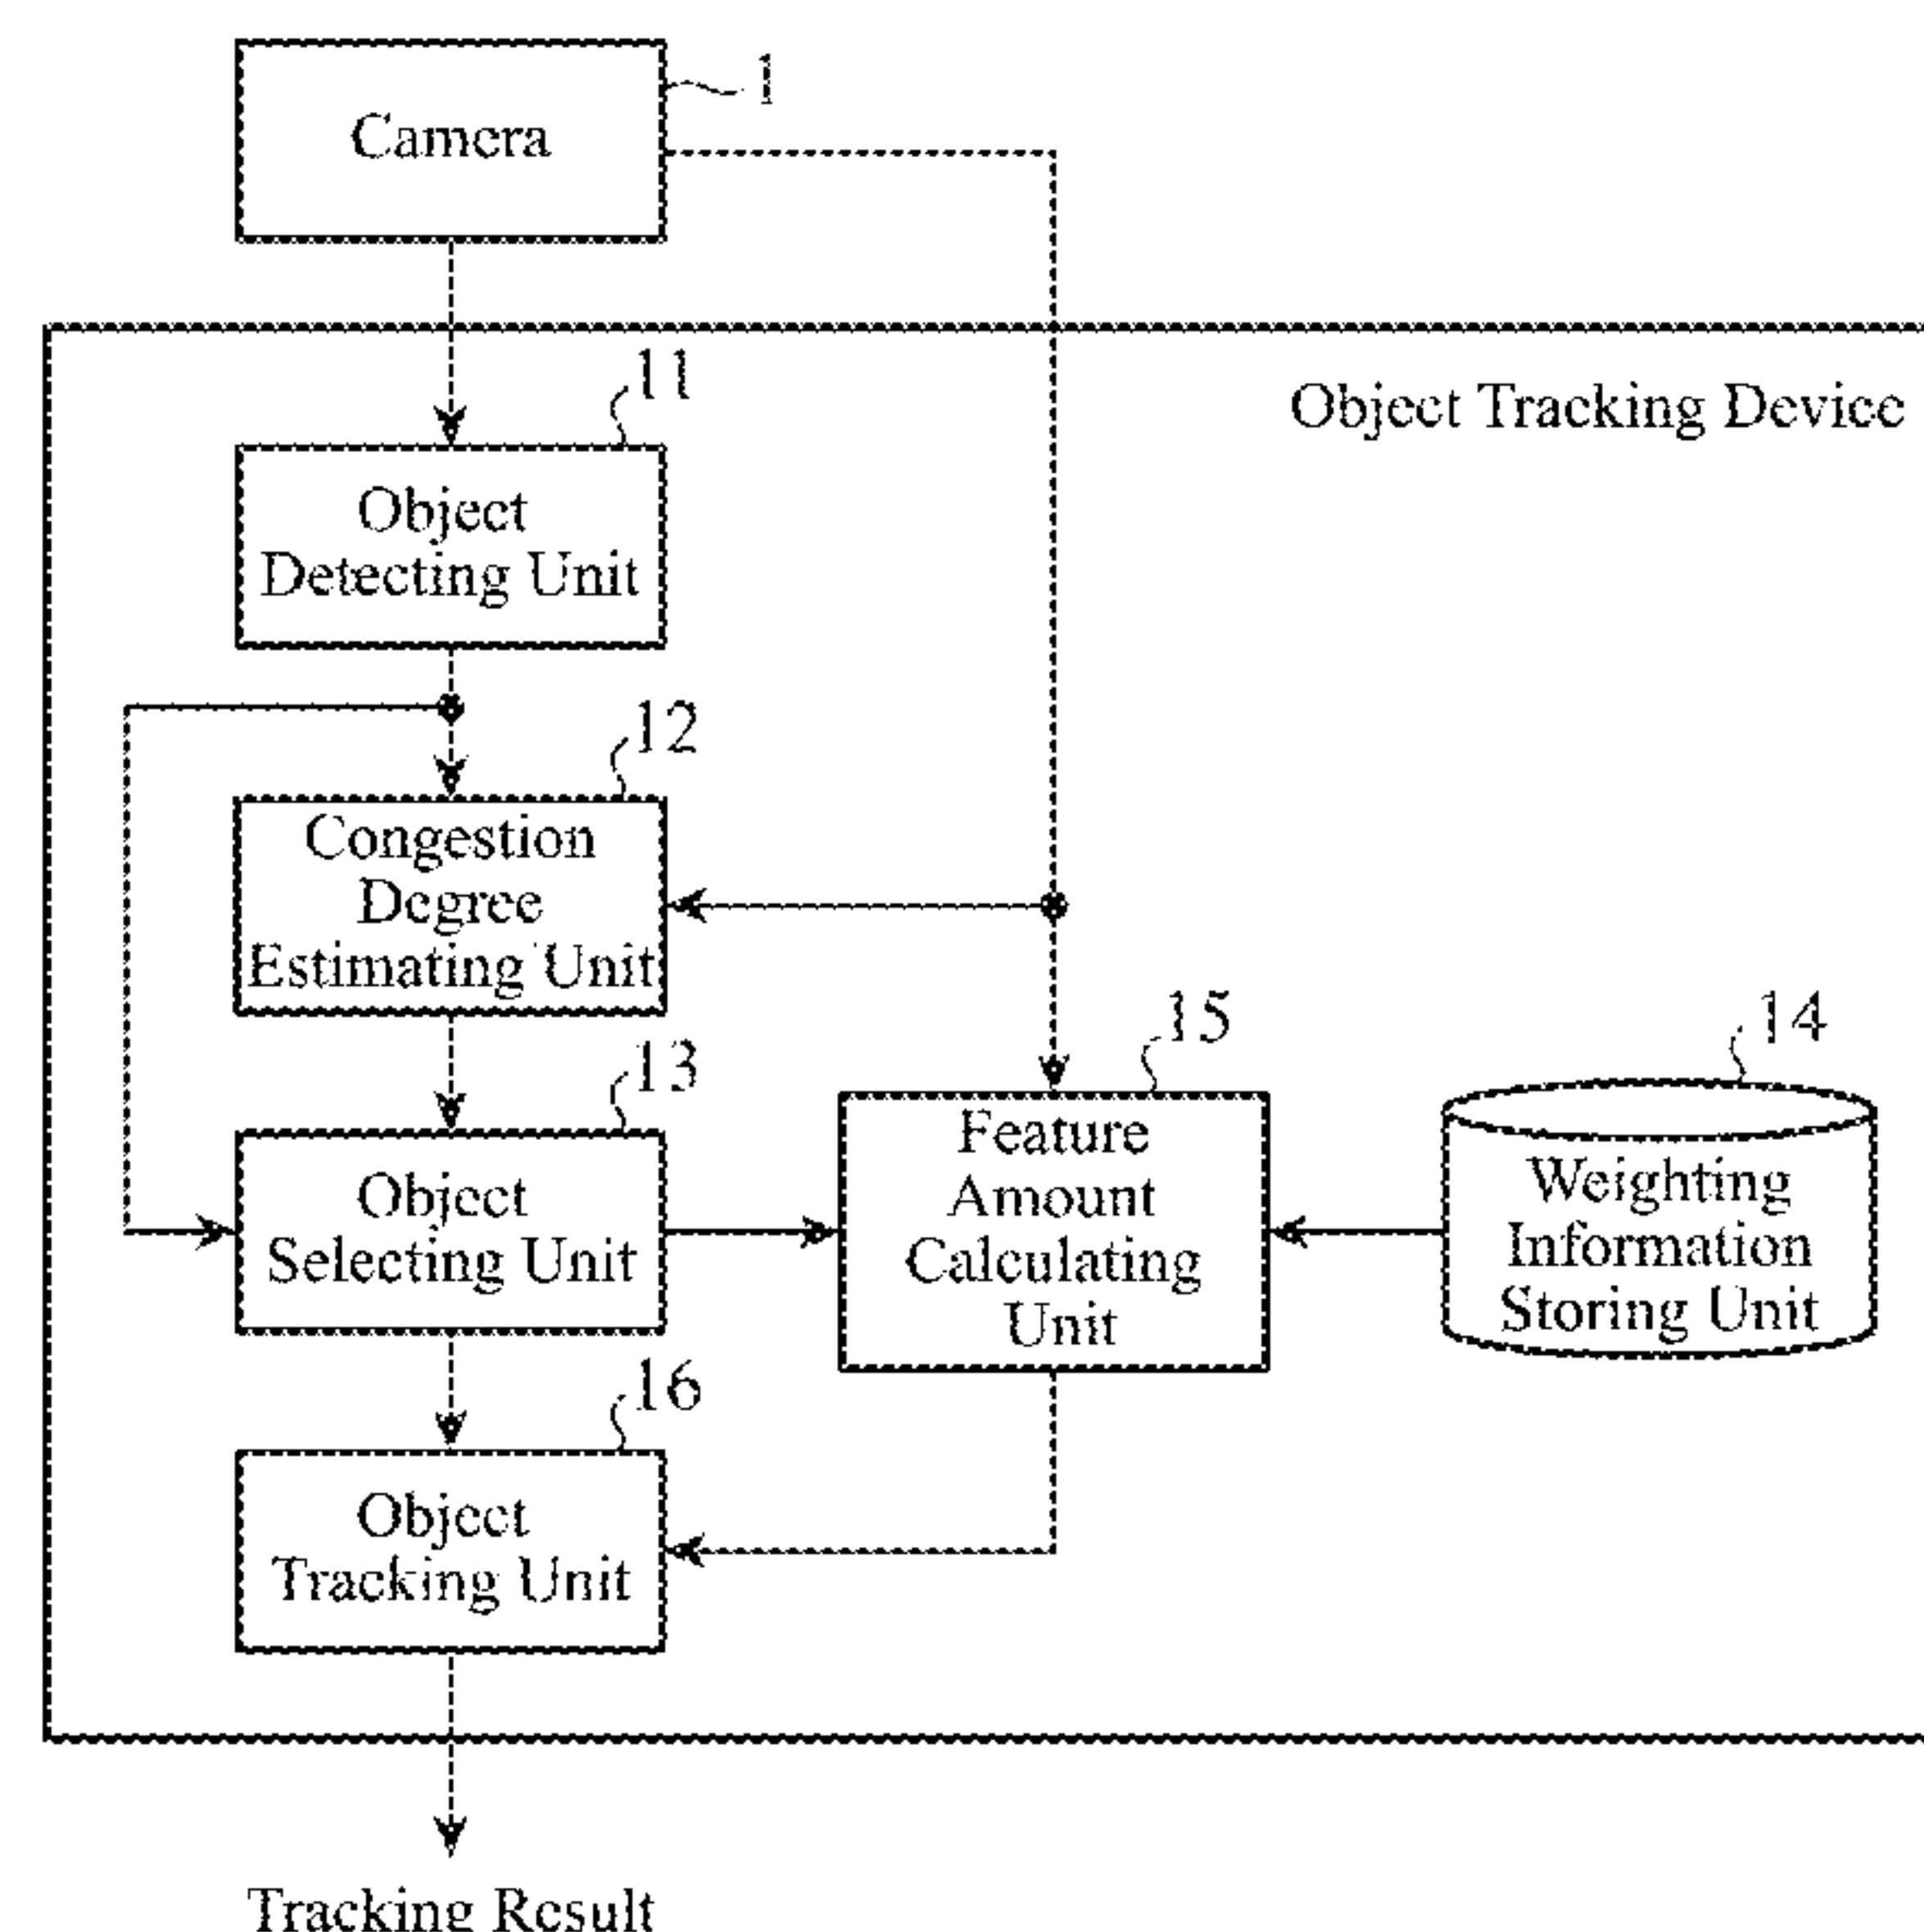 Camera
1
Object Tracking Device
11
Object
Detecting Unit
12
Congestion
Degree
Estimating Unit
13
Object
Selecting Unit
15
Feature
Amount
Calculating
Unit
14
Weighting
Information
Storing Unit
16
Object
Tracking Unit
Tracking Result